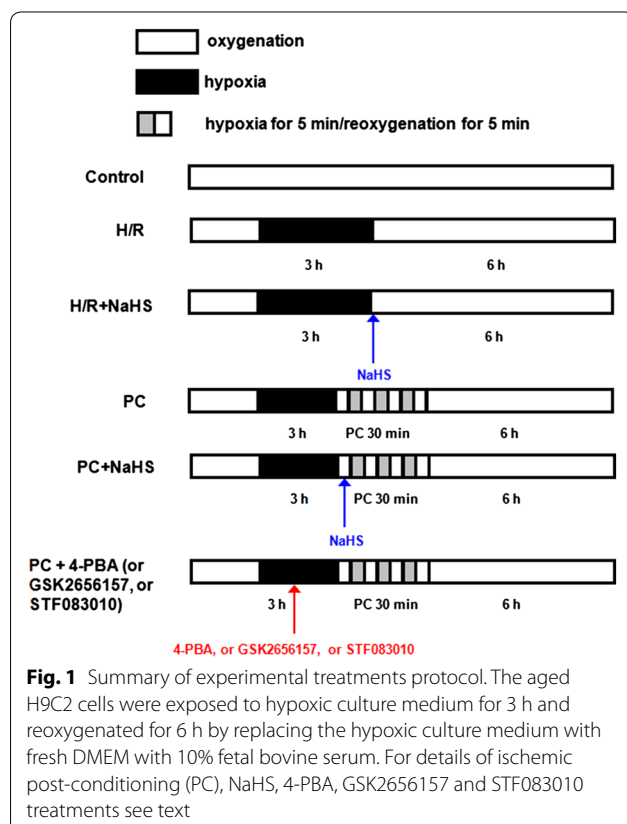 oxygenation
hypoxia
hypoxia for 5 min/reoxygenation for 5 min
Control
H/R
3 h 6 h
H/R+NaHS
3 h 6 h
NaHS
PC
3 h PC 30 min 6 h
PC+NaHS
3 h PC 30 min 6 h
NaHS
PC + 4-PBA (or
GSK2656157, or
STF083010)
3 h PC 30 min 6 h
4-PBA, or GSK2656157, or STF083010
Fig. 1 Summary of experimental treatments protocol. The aged
H9C2 cells were exposed to hypoxic culture medium for 3 h and
reoxygenated for 6 h by replacing the hypoxic culture medium with
fresh DMEM with 10% fetal bovine serum. For details of ischemic
post-conditioning (PC), NaHS, 4-PBA, GSK2656157 and STF083010
treatments see text